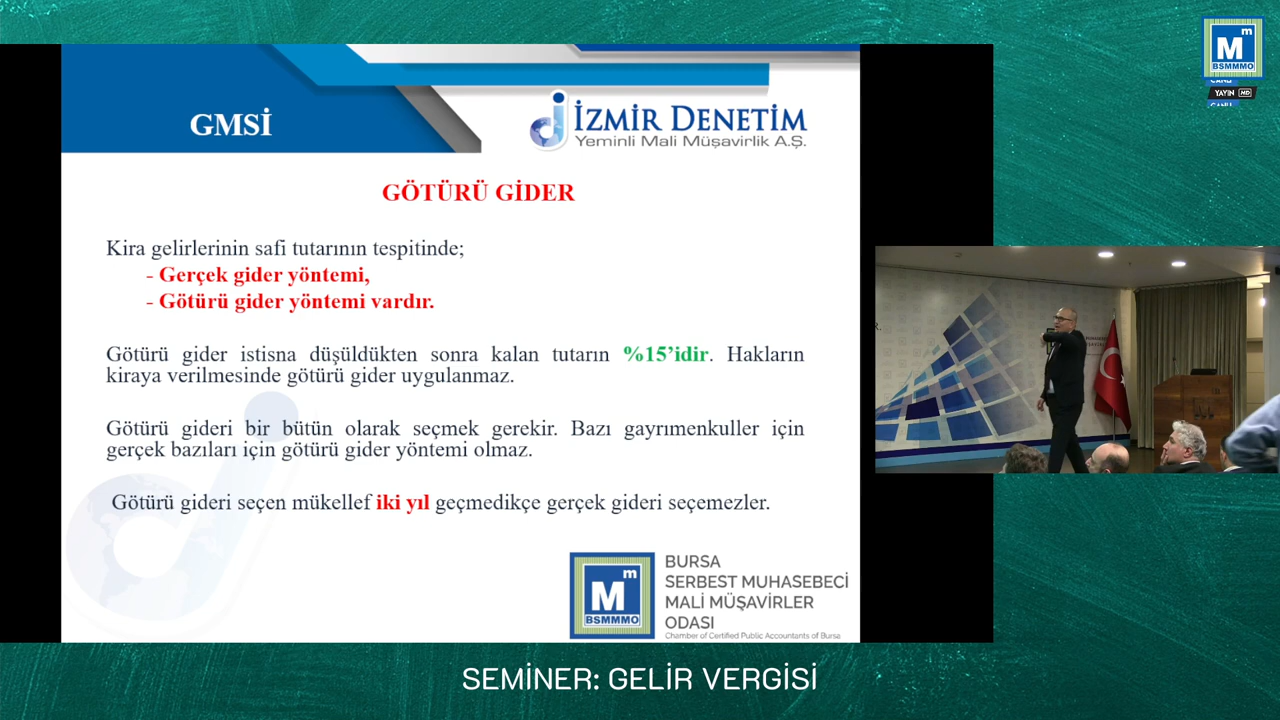 GMSİ
İZMİR DENETİM
Yeminli Mali Müşavirlik A.Ş.
GÖTÜRÜ GİDER
Kira gelirlerinin safi tutarının tespitinde;
- Gerçek gider yöntemi,
- Götürü gider yöntemi vardır.
Götürü gider istisna düşüldükten sonra kalan tutarın %15’idir. Hakların
kiraya verilmesinde götürü gider uygulanmaz.
Götürü gideri bir bütün olarak seçmek gerekir. Bazı gayrımenkuller için
gerçek bazıları için götürü gider yöntemi olmaz.
Götürü gideri seçen mükellef iki yıl geçmedikçe gerçek gideri seçemezler.
Mm
BSMMMO
BURSA
SERBEST MUHASEBECİ
MALİ MÜŞAVİRLER
ODASI
Chamber of Certified Public Accountants of Bursa
Mm
BSMMMO
YAYIN HD
SEMİNER: GELİR VERGİSİ